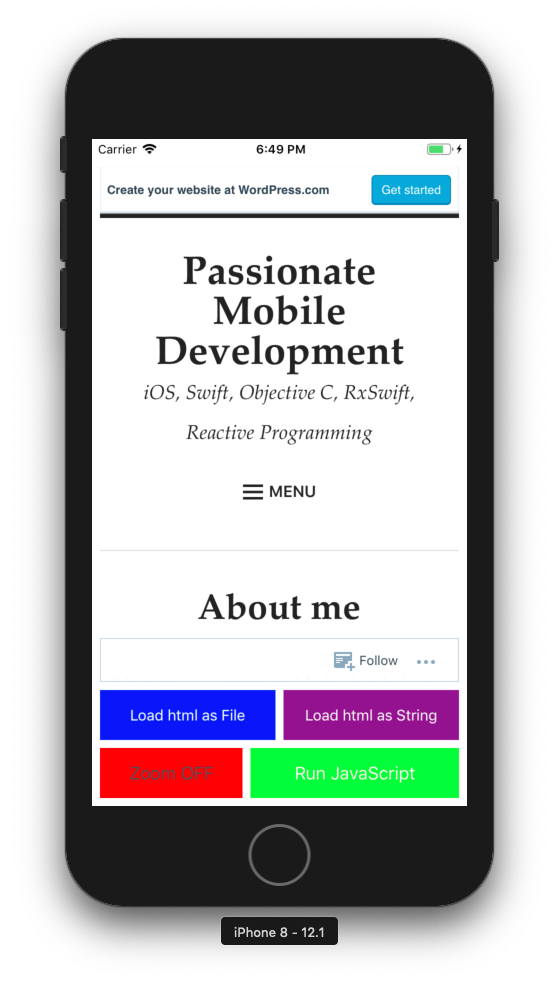 Carrier 6:49 PM
Create your website at WordPress.com Get started
Passionate
Mobile
Development
iOS, Swift, Objective C, RxSwift,
Reactive Programming
MENU
About me
Follow
Load html as File Load html as String
Zoom OFF Run JavaScript
iPhone 8 - 12.1